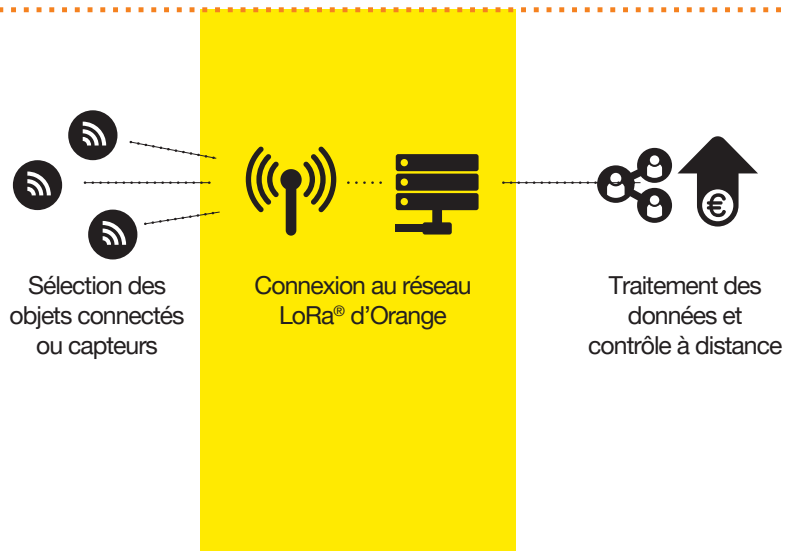 Sélection des
objets connectés
ou capteurs
Connexion au réseau
LoRa® d’Orange
€
Traitement des
données et
contrôle à distance